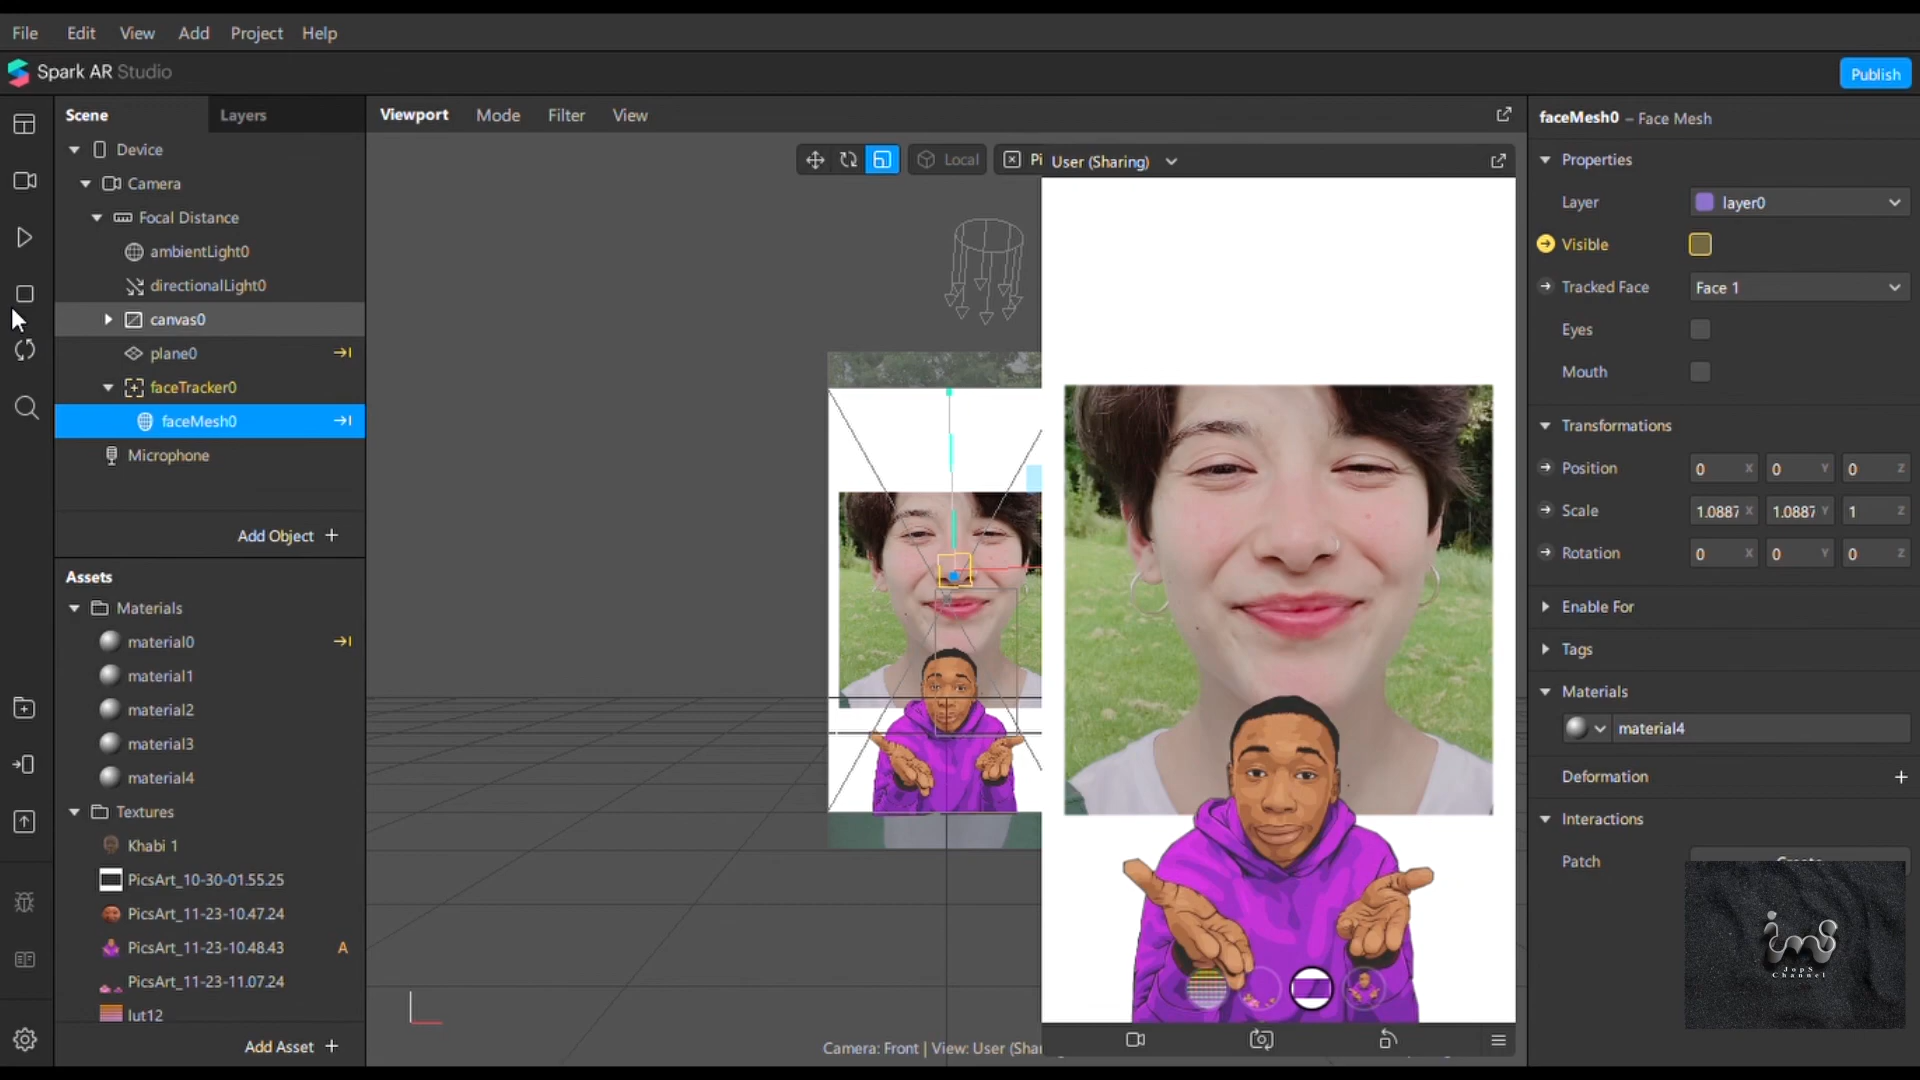 File Edit View Add Project Help
Spark AR Studio
Publish
Scene Layers
Viewport Mode Filter View
faceMesh0 – Face Mesh
Device
Camera
Focal Distance
ambientLight0
directionalLight0
canvas0
plane0
faceTracker0
faceMesh0
Microphone
Add Object +
Assets
Materials
material0
material1
material2
material3
material4
Textures
Khabi 1
PicsArt_10-30-01.55.25
PicsArt_11-23-10.47.24
PicsArt_11-23-10.48.43 A
PicsArt_11-23-11.07.24
lut12
Add Asset +
Local
Pi
User (Sharing)
Camera: Front | View: User (Shar
Properties
Layer layer0
Visible
Tracked Face Face 1
Eyes
Mouth
Transformations
Position 0 X 0 Y 0 Z
Scale 1.0887 X 1.0887 Y 1 Z
Rotation 0 X 0 Y 0 Z
Enable For
Tags
Materials
material4
Deformation +
Interactions
Patch
JopS
Channel